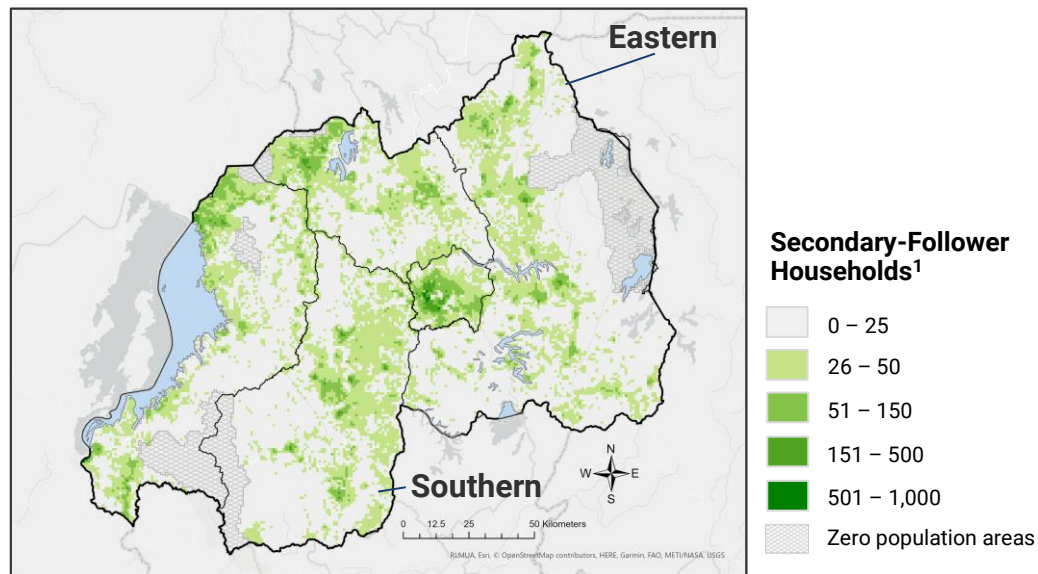 Eastern
Southern
N
W E
S
0 12.5 25 50 Kilometers
RLMUA, Esri, © OpenStreetMap contributors, HERE, Garmin, FAO, METI/NASA, USGS
Secondary-Follower
Households¹
0 – 25
26 – 50
51 – 150
151 – 500
501 – 1,000
Zero population areas